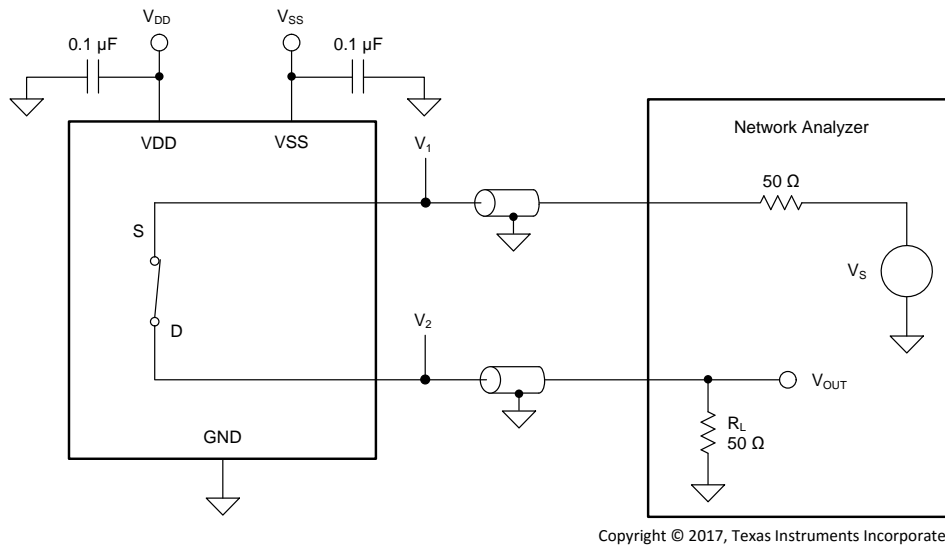 V_DD
V_SS
0.1 µF
0.1 µF
VDD
VSS
V_1
Network Analyzer
50 Ω
S
V_S
D
V_2
V_OUT
GND
R_L
50 Ω
Copyright © 2017, Texas Instruments Incorporate